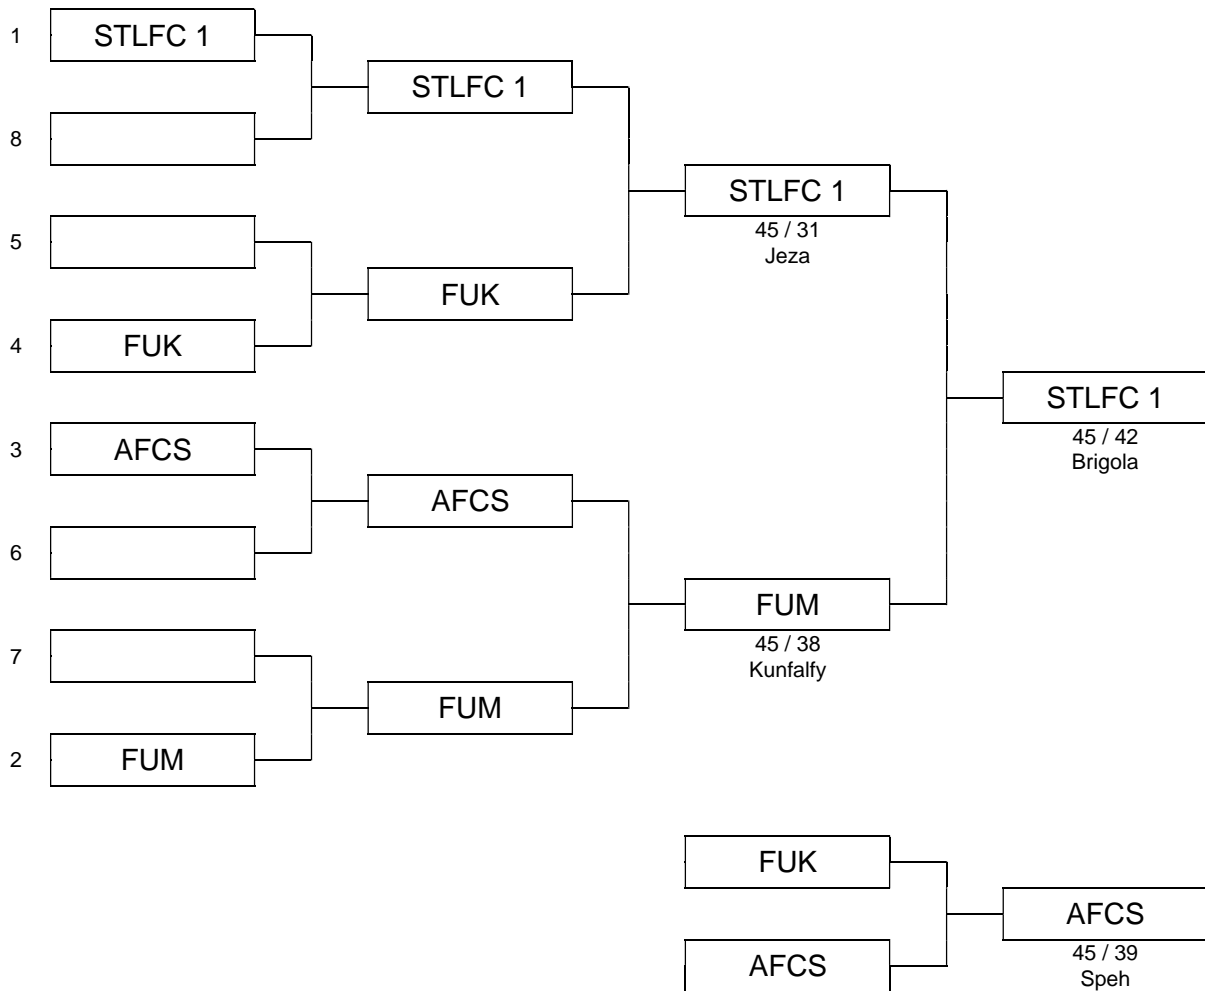 1
STLFC 1
8
5
4
FUK
3
AFCS
6
7
2
FUM
STLFC 1
FUK
AFCS
FUM
STLFC 1
45 / 31
Jeza
FUM
45 / 38
Kunfalfy
STLFC 1
45 / 42
Brigola
FUK
AFCS
AFCS
45 / 39
Speh